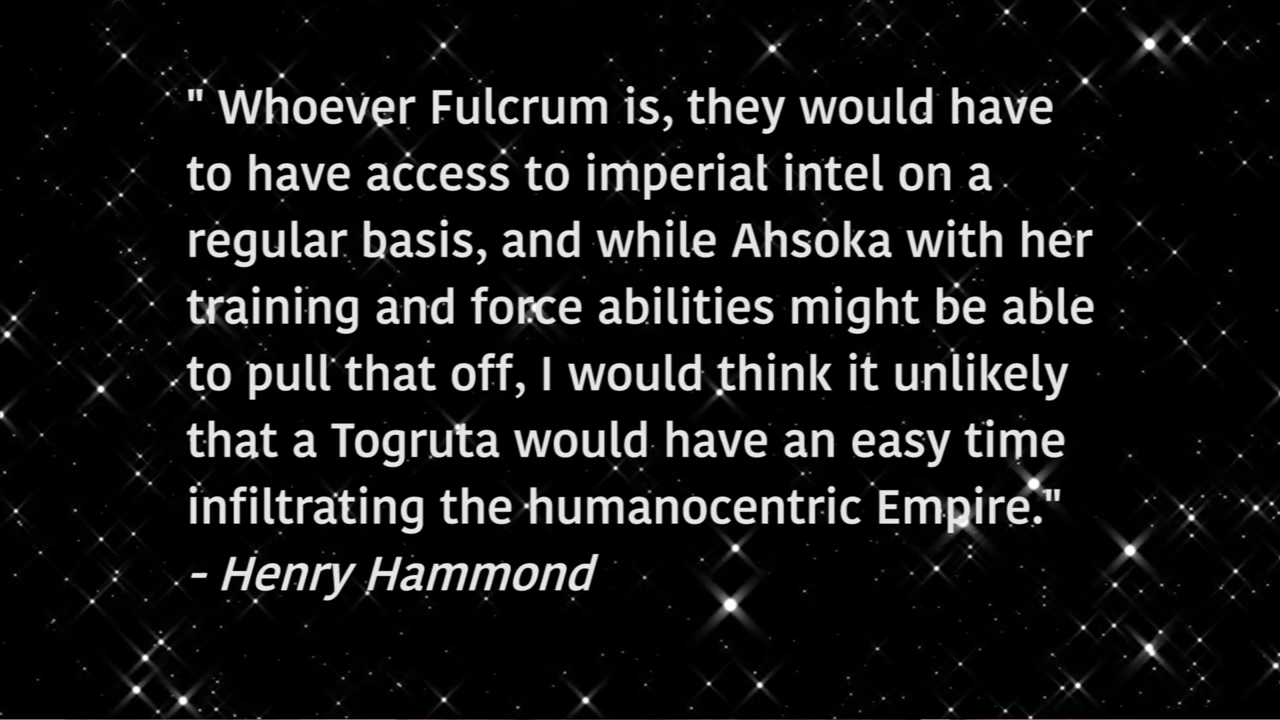 " Whoever Fulcrum is, they would have
to have access to imperial intel on a
regular basis, and while Ahsoka with her
training and force abilities might be able
to pull that off, I would think it unlikely
that a Togruta would have an easy time
infiltrating the humanocentric Empire."
- Henry Hammond